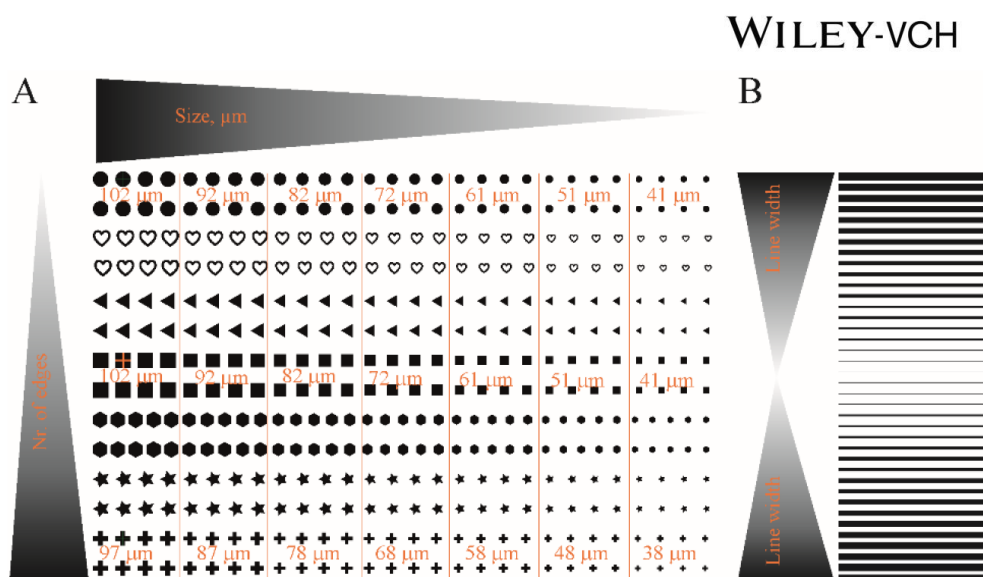 WILEY-VCH
A
B
Size, µm
102 µm 92 µm 82 µm 72 µm 61 µm 51 µm 41 µm
Line width
Nr. of edges
102 µm 92 µm 82 µm 72 µm 61 µm 51 µm 41 µm
Line width
97 µm 87 µm 78 µm 68 µm 58 µm 48 µm 38 µm